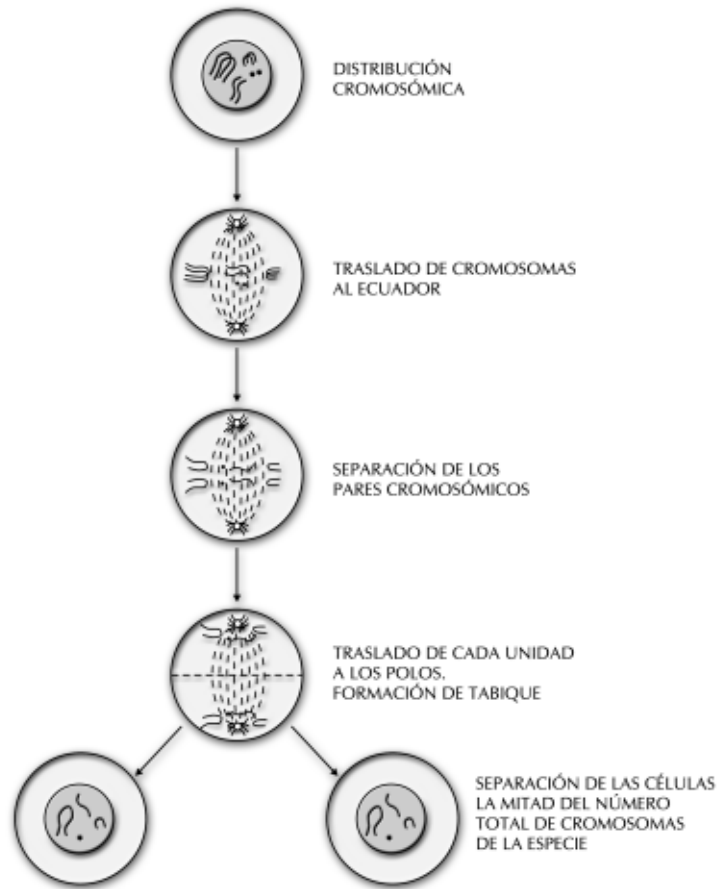 DISTRIBUCIÓN
CROMOSÓMICA
TRASLADO DE CROMOSOMAS
AL ECUADOR
SEPARACIÓN DE LOS
PARES CROMOSÓMICOS
TRASLADO DE CADA UNIDAD
A LOS POLOS.
FORMACIÓN DE TABIQUE
SEPARACIÓN DE LAS CÉLULAS
LA MITAD DEL NÚMERO
TOTAL DE CROMOSOMAS
DE LA ESPECIE